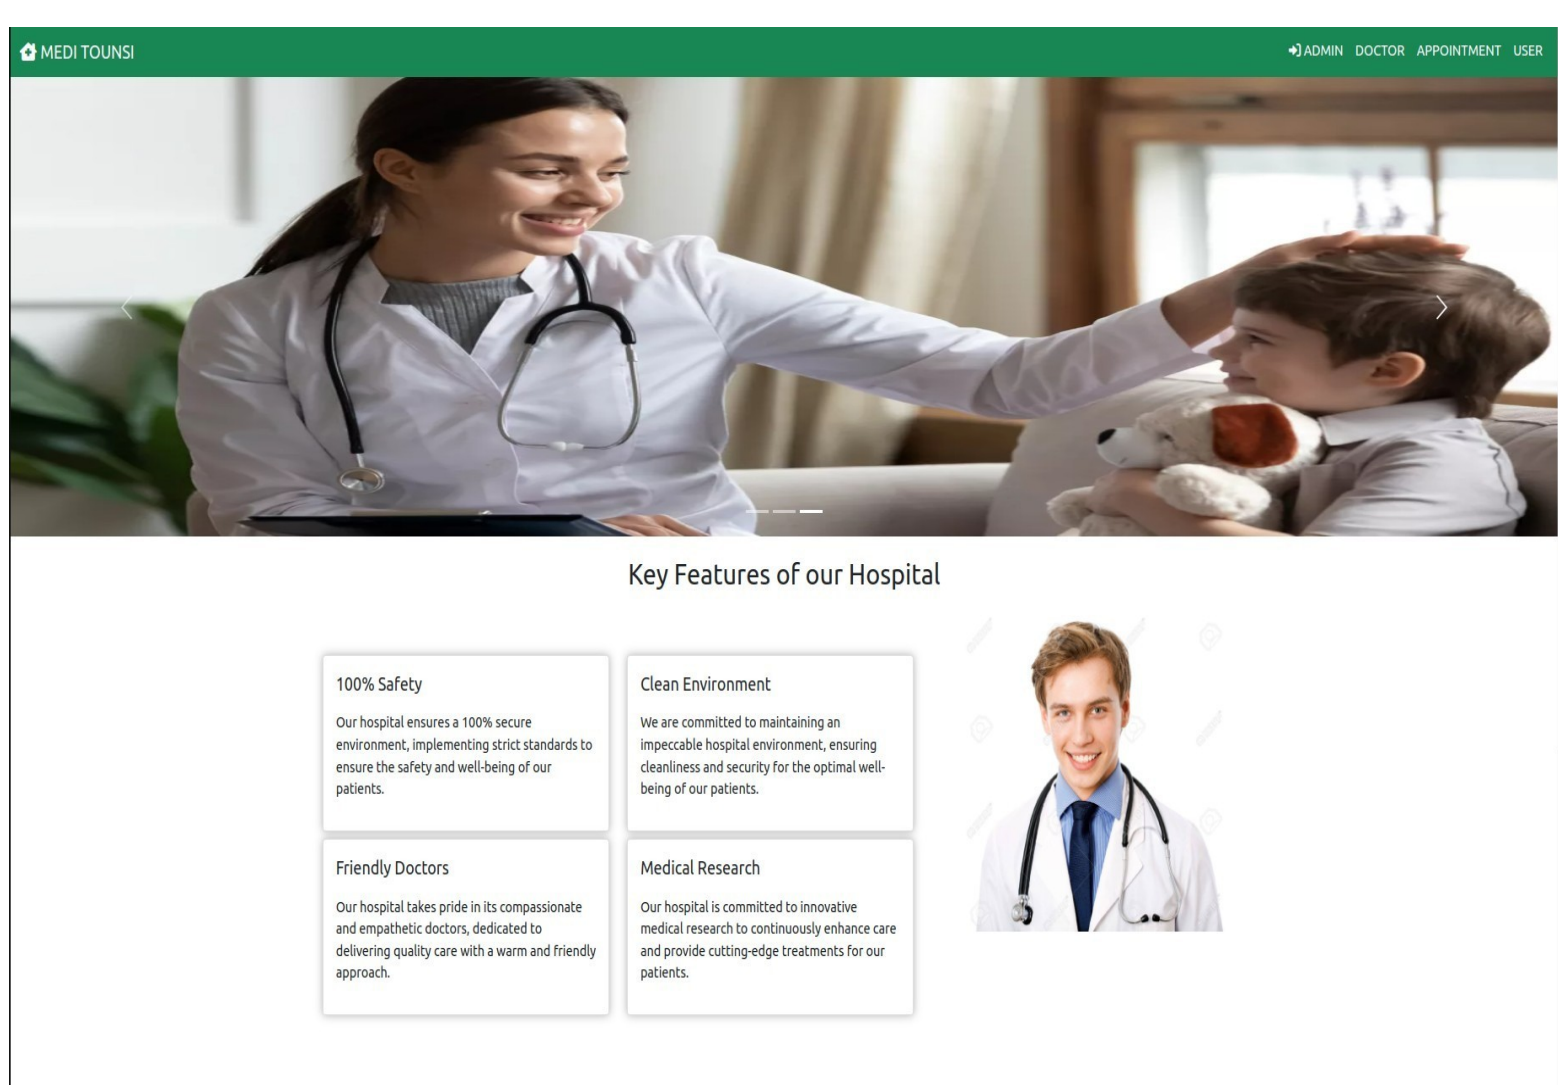 MEDI TOUNSI
ADMIN DOCTOR APPOINTMENT USER
Key Features of our Hospital
100% Safety
Our hospital ensures a 100% secure
environment, implementing strict standards to
ensure the safety and well-being of our
patients.
Clean Environment
We are committed to maintaining an
impeccable hospital environment, ensuring
cleanliness and security for the optimal well-
being of our patients.
Friendly Doctors
Our hospital takes pride in its compassionate
and empathetic doctors, dedicated to
delivering quality care with a warm and friendly
approach.
Medical Research
Our hospital is committed to innovative
medical research to continuously enhance care
and provide cutting-edge treatments for our
patients.